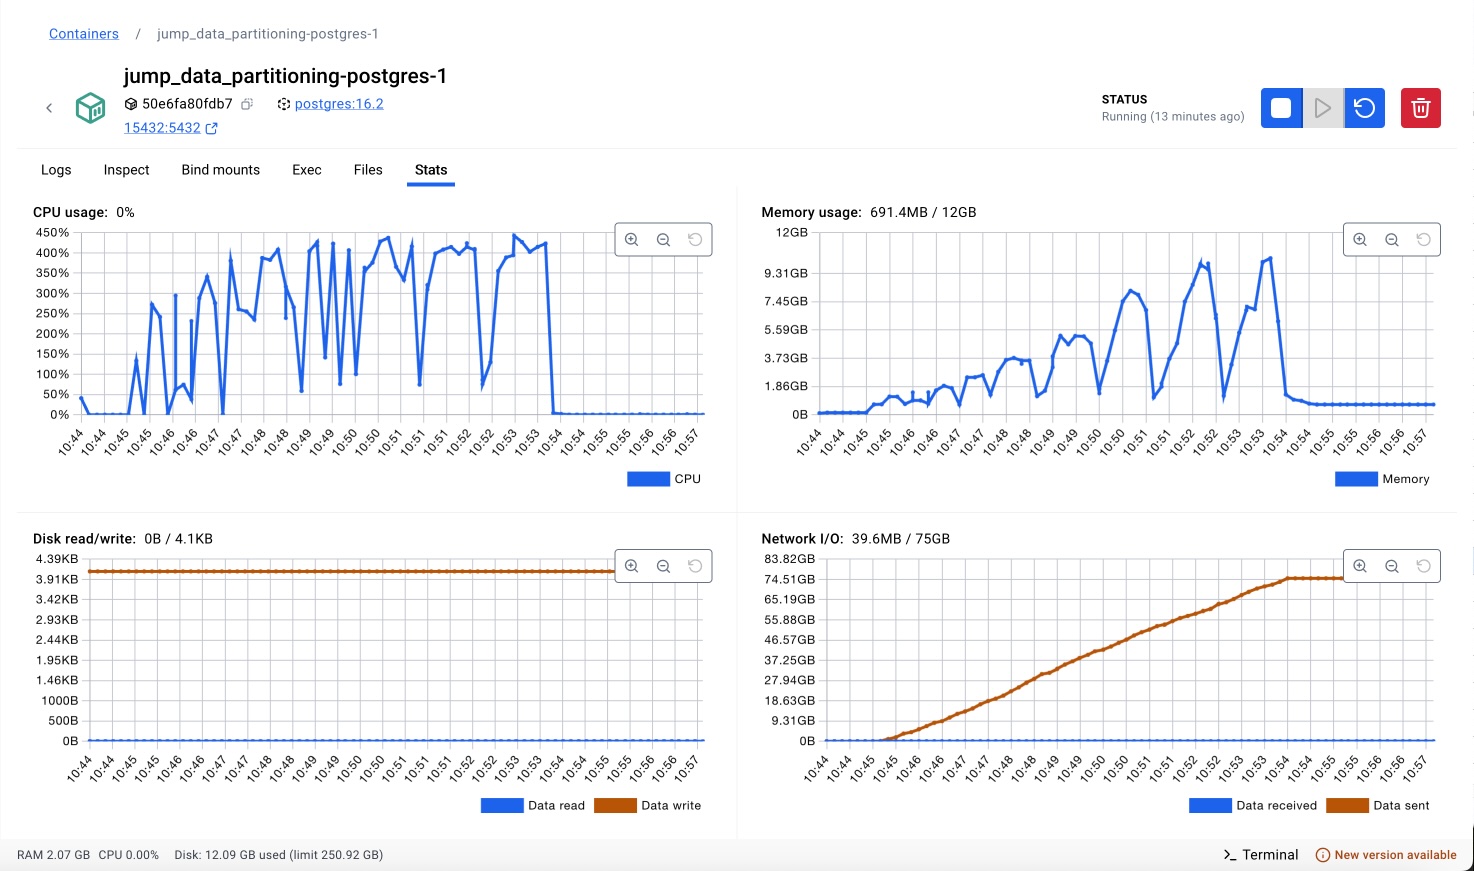 Containers / jump_data_partitioning-postgres-1
jump_data_partitioning-postgres-1
50e6fa80fdb7 postgres:16.2
15432:5432
STATUS
Running (13 minutes ago)
Logs Inspect Bind mounts Exec Files Stats
CPU usage: 0%
450%
400%
350%
300%
250%
200%
150%
100%
50%
0%
10:44 10:44 10:45 10:45 10:46 10:46 10:47 10:47 10:48 10:48 10:49 10:49 10:50 10:50 10:51 10:51 10:52 10:52 10:53 10:53 10:54 10:54 10:55 10:55 10:56 10:56 10:57
CPU
Memory usage: 691.4MB / 12GB
12GB
9.31GB
7.45GB
5.59GB
3.73GB
1.86GB
0B
10:44 10:44 10:45 10:45 10:46 10:46 10:47 10:47 10:48 10:48 10:49 10:49 10:50 10:50 10:51 10:51 10:52 10:52 10:53 10:53 10:54 10:54 10:55 10:55 10:56 10:56 10:57
Memory
Disk read/write: 0B / 4.1KB
4.39KB
3.91KB
3.42KB
2.93KB
2.44KB
1.95KB
1.46KB
1000B
500B
0B
10:44 10:44 10:45 10:45 10:46 10:46 10:47 10:47 10:48 10:48 10:49 10:49 10:50 10:50 10:51 10:51 10:52 10:52 10:53 10:53 10:54 10:54 10:55 10:55 10:56 10:56 10:57
Data read Data write
Network I/O: 39.6MB / 75GB
83.82GB
74.51GB
65.19GB
55.88GB
46.57GB
37.25GB
27.94GB
18.63GB
9.31GB
0B
10:44 10:44 10:45 10:45 10:46 10:46 10:47 10:47 10:48 10:48 10:49 10:49 10:50 10:50 10:51 10:51 10:52 10:52 10:53 10:53 10:54 10:54 10:55 10:55 10:56 10:56 10:57
Data received Data sent
RAM 2.07 GB CPU 0.00% Disk: 12.09 GB used (limit 250.92 GB) Terminal New version available